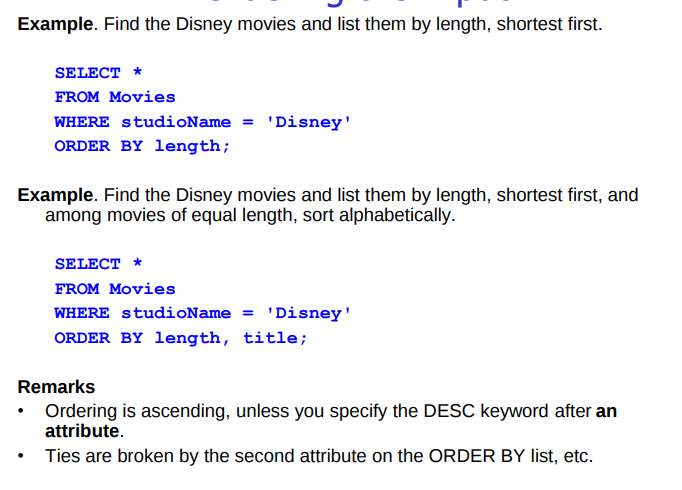 Example. Find the Disney movies and list them by length, shortest first.
SELECT *
FROM Movies
WHERE studioName = 'Disney'
ORDER BY length;
Example. Find the Disney movies and list them by length, shortest first, and
among movies of equal length, sort alphabetically.
SELECT *
FROM Movies
WHERE studioName = 'Disney'
ORDER BY length, title;
Remarks
• Ordering is ascending, unless you specify the DESC keyword after an
attribute.
• Ties are broken by the second attribute on the ORDER BY list, etc.